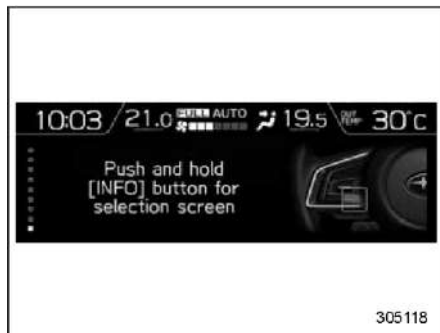 10:03 21.0 FULL AUTO 19.5 OUT TEMP 30°C
Push and hold
[INFO] button for
selection screen
305118